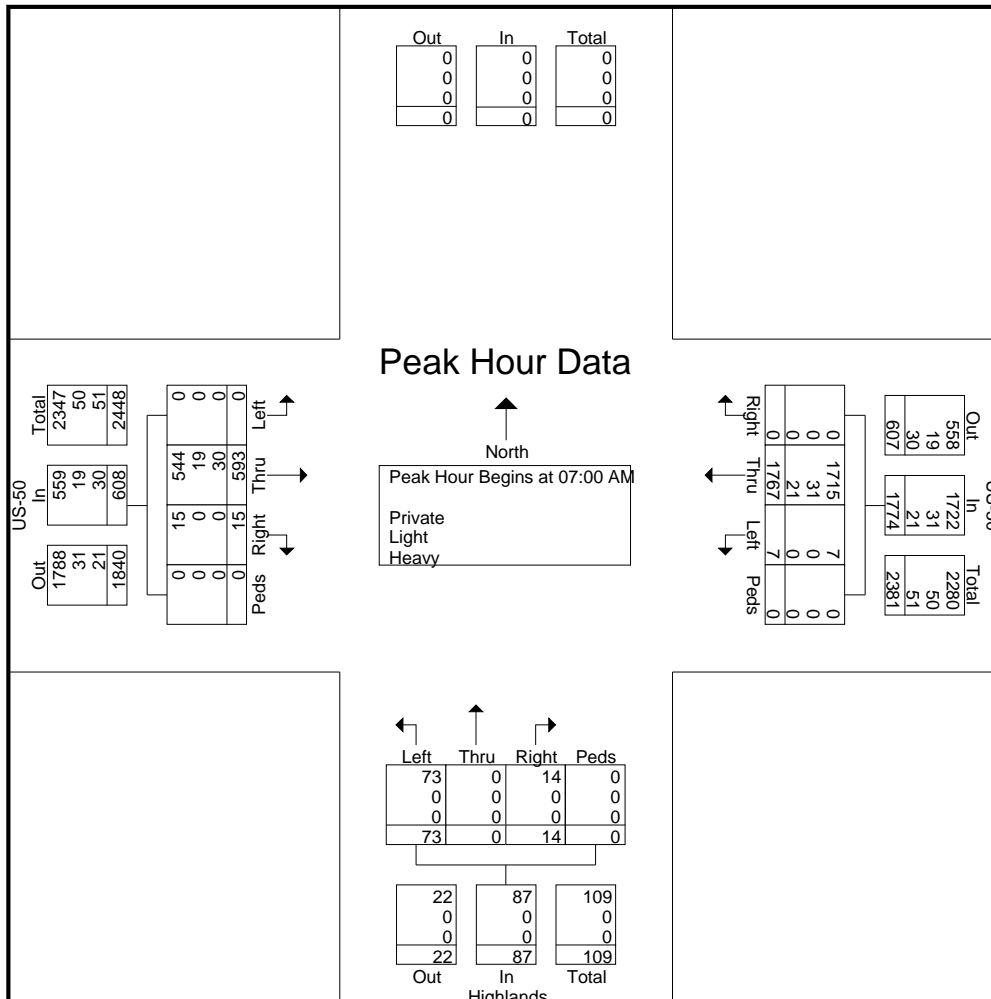 Out In Total
0 0 0
0 0 0
0 0 0
0 0 0
Peak Hour Data
North
Peak Hour Begins at 07:00 AM
Private
Light
Heavy
US-50
Out In Total
1788 559 2347
31 19 50
21 30 51
1840 608 2448
Left Thru Right Peds
0 544 15 0
0 19 0 0
0 30 0 0
0 593 15 0
Right Thru Left Peds
0 1715 7 0
0 31 0 0
0 21 0 0
0 1767 7 0
Out In Total
558 1722 2280
19 31 50
30 21 51
607 1774 2381
Left Thru Right Peds
73 0 14 0
0 0 0 0
0 0 0 0
73 0 14 0
22 87 109
0 0 0
0 0 0
22 87 109
Out In Total
Highlands